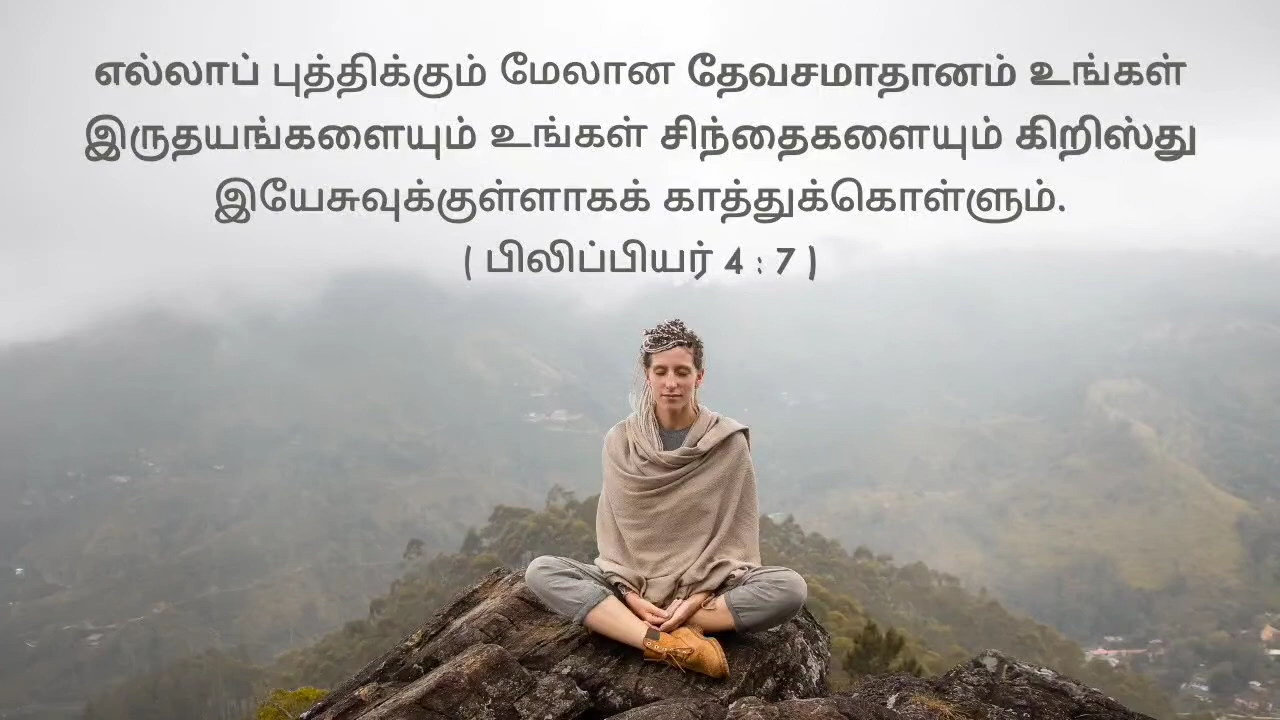 எல்லாப் புத்திக்கும் மேலான தேவசமாதானம் உங்கள்
இருதயங்களையும் உங்கள் சிந்தைகளையும் கிறிஸ்து
இயேசுவுக்குள்ளாகக் காத்துக்கொள்ளும்.
( பிலிப்பியர் 4 : 7 )